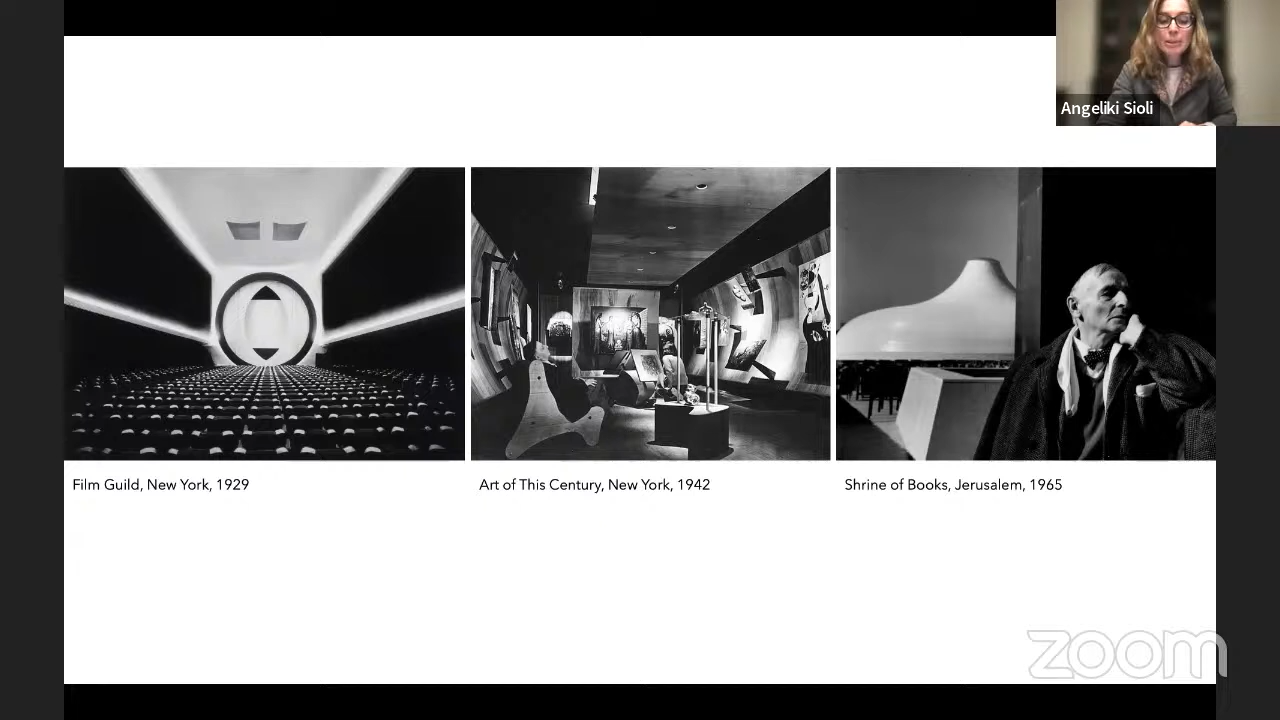 Angeliki Sioli
Film Guild, New York, 1929
Art of This Century, New York, 1942
Shrine of Books, Jerusalem, 1965
zoom